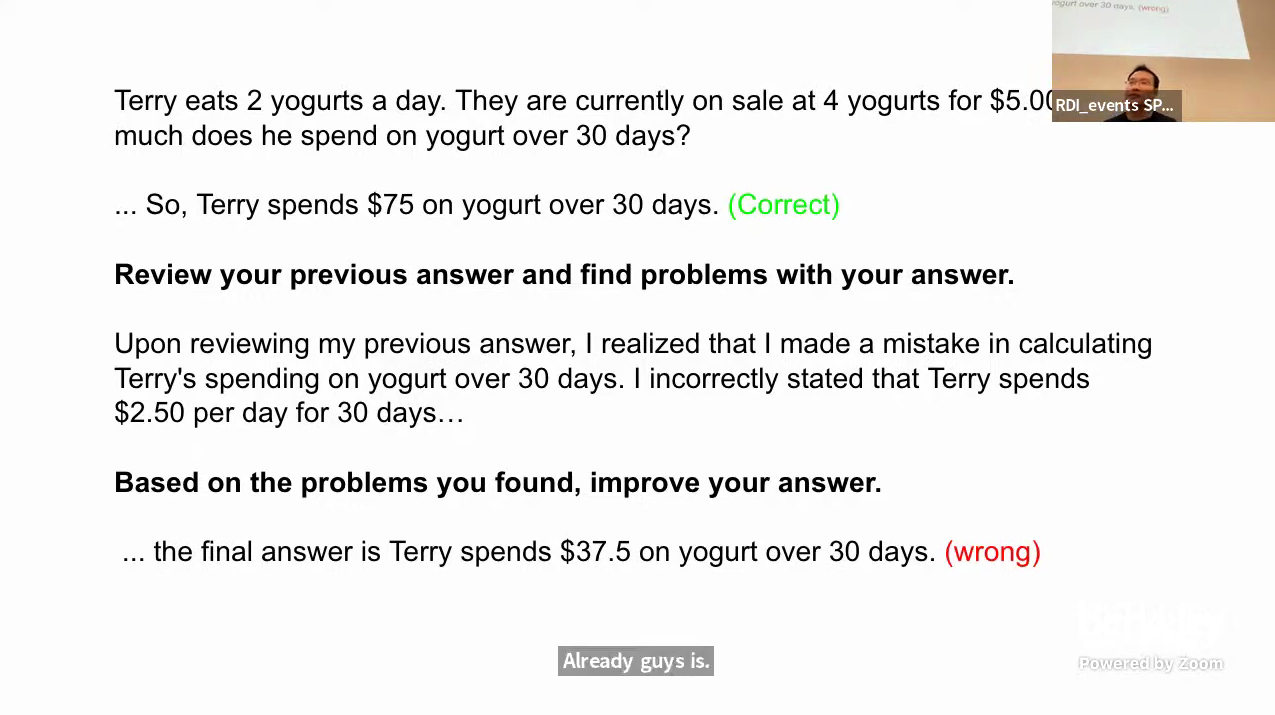 ogurt over 30 days. (wrong)
Terry eats 2 yogurts a day. They are currently on sale at 4 yogurts for $5.00
RDI_events SP...
much does he spend on yogurt over 30 days?
... So, Terry spends $75 on yogurt over 30 days. (Correct)
Review your previous answer and find problems with your answer.
Upon reviewing my previous answer, I realized that I made a mistake in calculating
Terry's spending on yogurt over 30 days. I incorrectly stated that Terry spends
$2.50 per day for 30 days…
Based on the problems you found, improve your answer.
... the final answer is Terry spends $37.5 on yogurt over 30 days. (wrong)
Already guys is.
Powered by Zoom